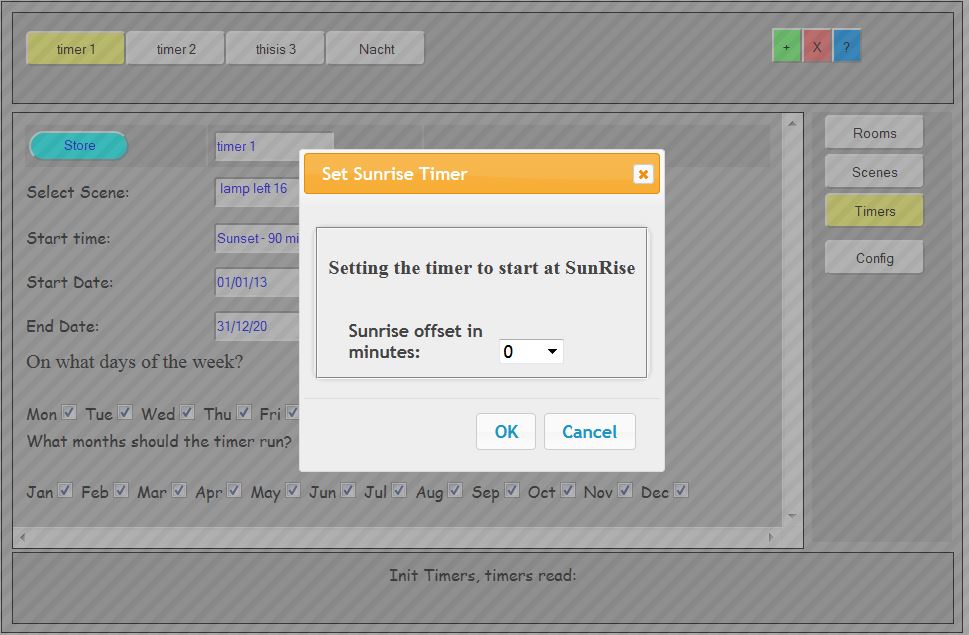 timer 1 timer 2 thisis 3 Nacht + X ?
Store timer 1
Select Scene: lamp left 16
Start time: Sunset - 90 mi
Start Date: 01/01/13
End Date: 31/12/20
On what days of the week?
Mon Tue Wed Thu Fri
What months should the timer run?
Jan Feb Mar Apr May Jun Jul Aug Sep Oct Nov Dec
Set Sunrise Timer
Setting the timer to start at SunRise
Sunrise offset in
minutes: 0
OK Cancel
Rooms
Scenes
Timers
Config
Init Timers, timers read: